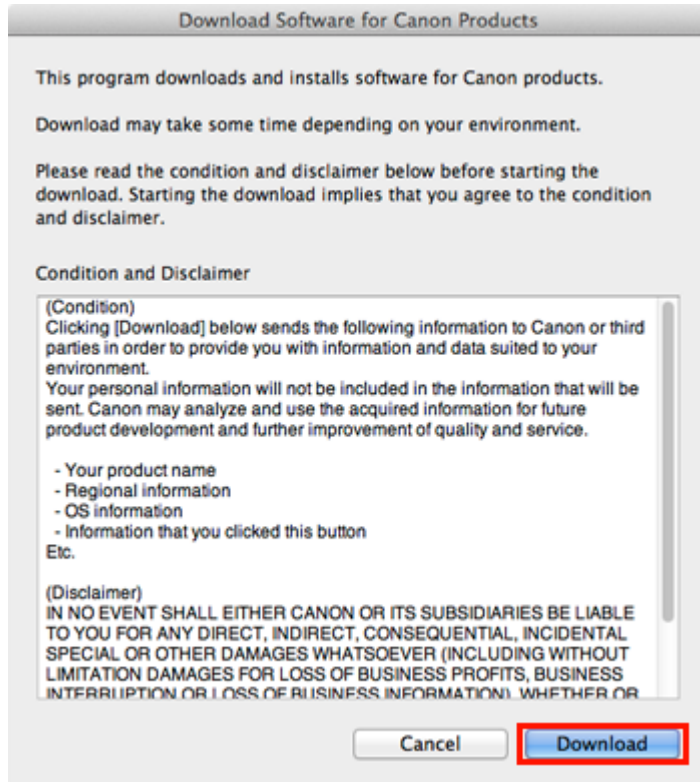 Download Software for Canon Products
This program downloads and installs software for Canon products.
Download may take some time depending on your environment.
Please read the condition and disclaimer below before starting the
download. Starting the download implies that you agree to the condition
and disclaimer.
Condition and Disclaimer
(Condition)
Clicking [Download] below sends the following information to Canon or third
parties in order to provide you with information and data suited to your
environment.
Your personal information will not be included in the information that will be
sent. Canon may analyze and use the acquired information for future
product development and further improvement of quality and service.
- Your product name
- Regional information
- OS information
- Information that you clicked this button
Etc.
(Disclaimer)
IN NO EVENT SHALL EITHER CANON OR ITS SUBSIDIARIES BE LIABLE
TO YOU FOR ANY DIRECT, INDIRECT, CONSEQUENTIAL, INCIDENTAL
SPECIAL OR OTHER DAMAGES WHATSOEVER (INCLUDING WITHOUT
LIMITATION DAMAGES FOR LOSS OF BUSINESS PROFITS, BUSINESS
INTERRUPTION OR LOSS OF BUSINESS INFORMATION), WHETHER OR
Cancel Download